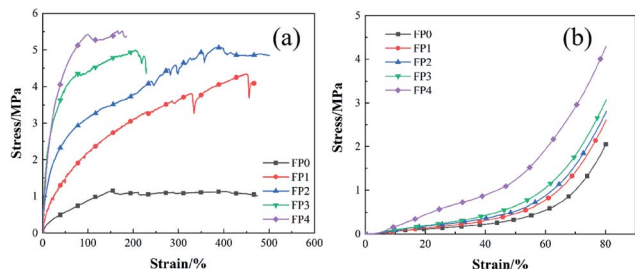 (a)
Stress/MPa
6
5
4
3
2
1
0
0 100 200 300 400 500 600
Strain/%
FP0
FP1
FP2
FP3
FP4
(b)
Stress/MPa
5
4
3
2
1
0
0 20 40 60 80
Strain/%
FP0
FP1
FP2
FP3
FP4